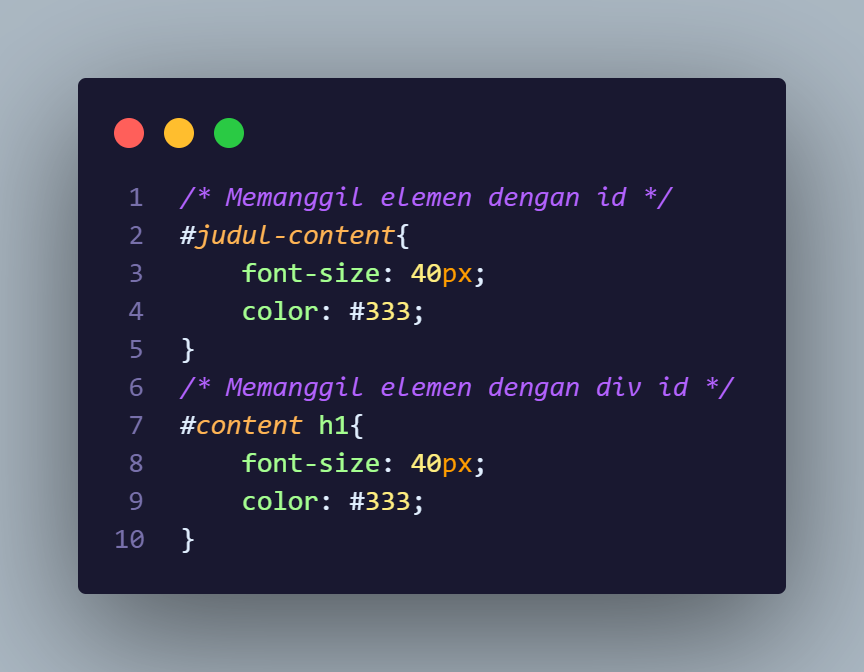 1 /* Memanggil elemen dengan id */
2 #judul-content{
3     font-size: 40px;
4     color: #333;
5 }
6 /* Memanggil elemen dengan div id */
7 #content h1{
8     font-size: 40px;
9     color: #333;
10 }